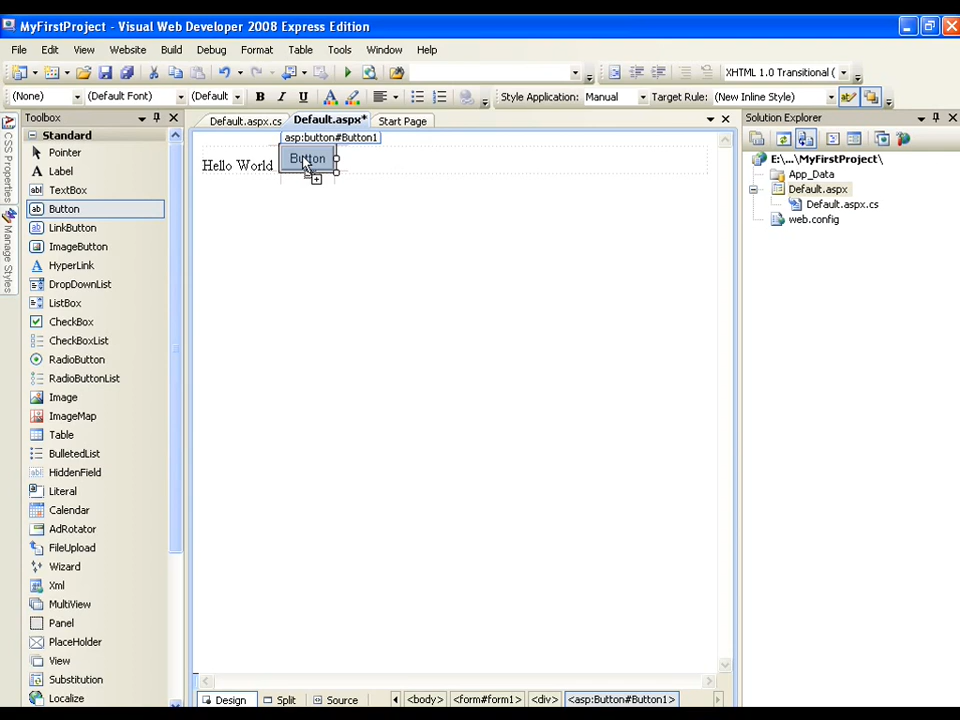 MyFirstProject - Visual Web Developer 2008 Express Edition
File Edit View Website Build Debug Format Table Tools Window Help
XHTML 1.0 Transitional (
(None) (Default Font) (Default B I U A Style Application: Manual Target Rule: (New Inline Style)
Toolbox
Default.aspx.cs Default.aspx* Start Page
Solution Explorer
CSS Properties
Manage Styles
Standard
Pointer
Label
TextBox
Button
LinkButton
ImageButton
HyperLink
DropDownList
ListBox
CheckBox
CheckBoxList
RadioButton
RadioButtonList
Image
ImageMap
Table
BulletedList
HiddenField
Literal
Calendar
AdRotator
FileUpload
Wizard
Xml
MultiView
Panel
PlaceHolder
View
Substitution
Localize
asp:button#Button1
Hello World Button
E:\...\MyFirstProject\
App_Data
Default.aspx
Default.aspx.cs
web.config
Design Split Source <body> <form#form1> <div> <asp:Button#Button1>